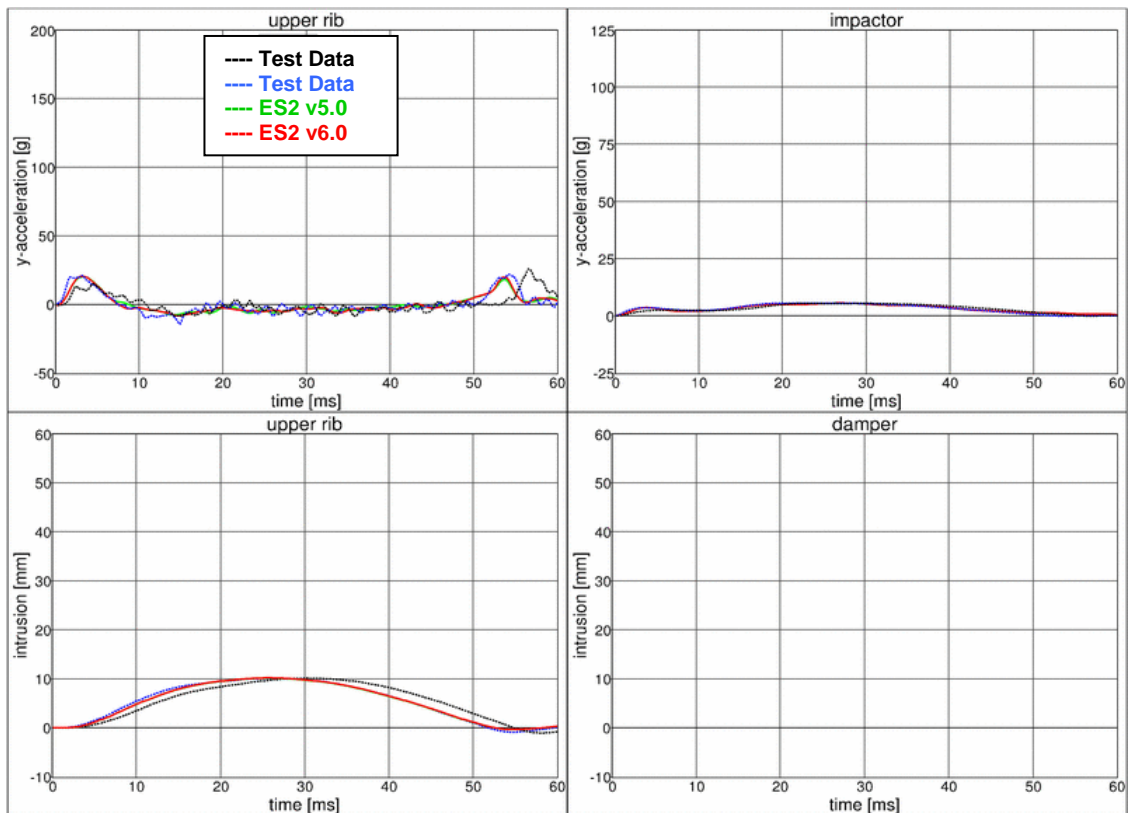 upper rib
200
150
100
50
0
-50
y-acceleration [g]
---- Test Data
---- Test Data
---- ES2 v5.0
---- ES2 v6.0
0 10 20 30 40 50 60
time [ms]
impactor
125
100
75
50
25
0
-25
y-acceleration [g]
0 10 20 30 40 50 60
time [ms]
upper rib
60
50
40
30
20
10
0
-10
intrusion [mm]
0 10 20 30 40 50 60
time [ms]
damper
60
50
40
30
20
10
0
-10
intrusion [mm]
0 10 20 30 40 50 60
time [ms]